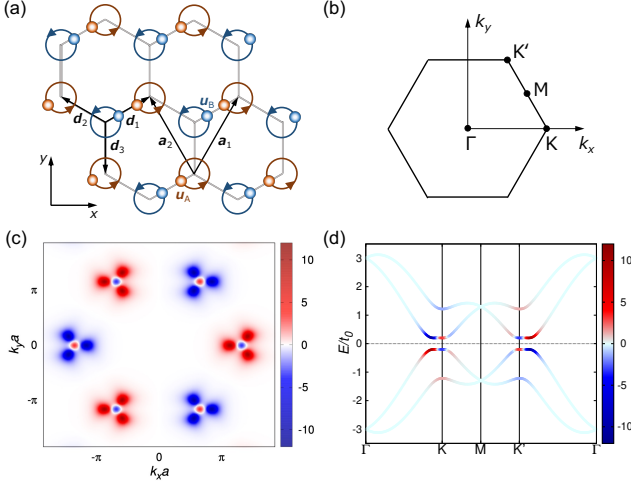 (a)
u_B
d_2
d_1
d_3
a_2
a_1
y
x
u_A
(b)
k_y
K'
M
Γ
K
k_x
(c)
π
0
-π
k_ya
-π
0
π
k_xa
10
5
0
-5
-10
(d)
3
2
1
0
-1
-2
-3
E/t_0
Γ
K
M
K'
Γ
10
5
0
-5
-10